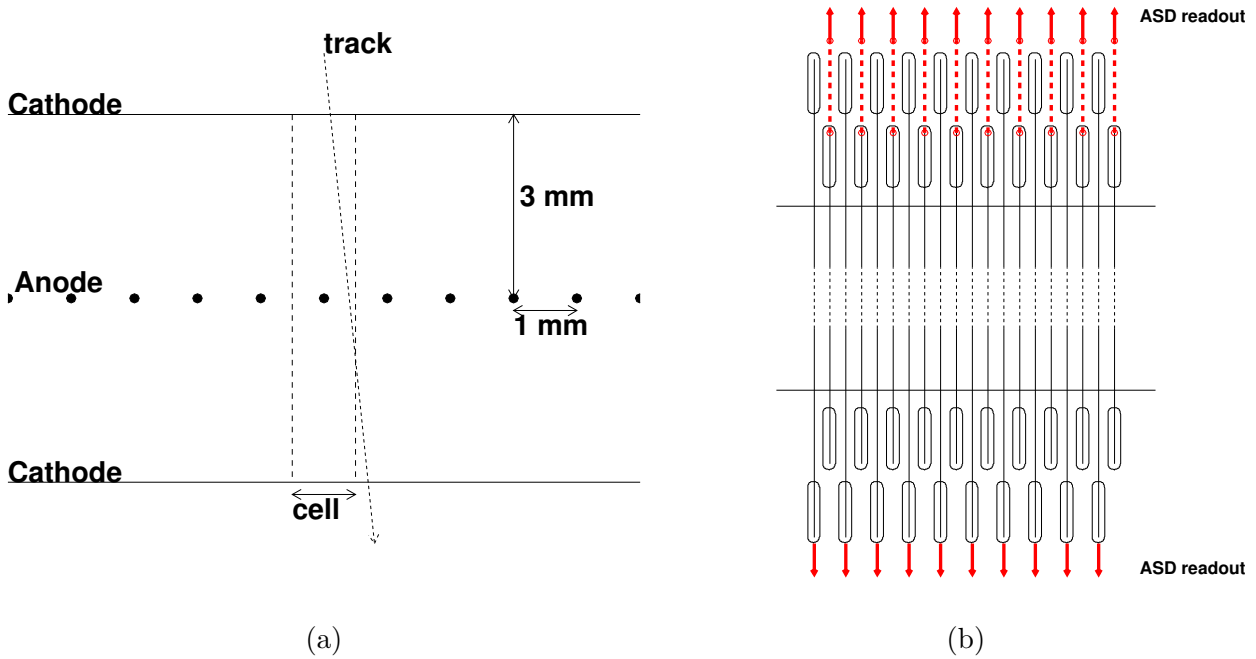 track
Cathode
3 mm
Anode
1 mm
Cathode
cell
(a)
ASD readout
ASD readout
(b)